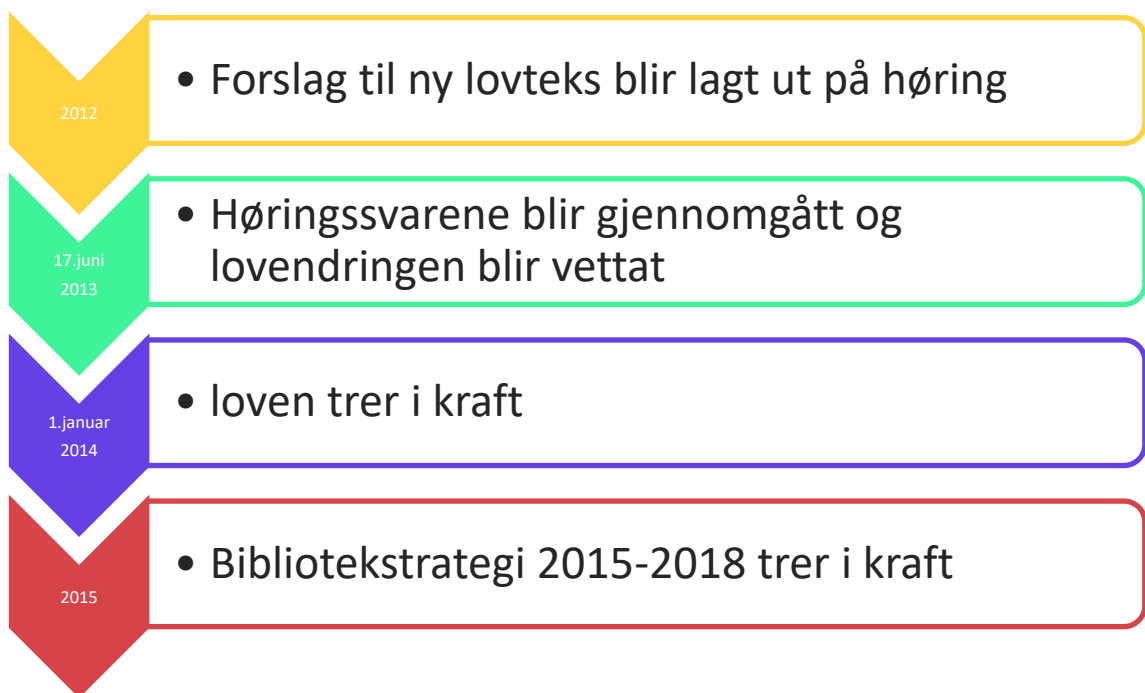 2012
• Forslag til ny lovteks blir lagt ut på høring
17.juni
2013
• Høringssvarene blir gjennomgått og
lovendringen blir vettat
1.januar
2014
• loven trer i kraft
2015
• Bibliotekstrategi 2015-2018 trer i kraft